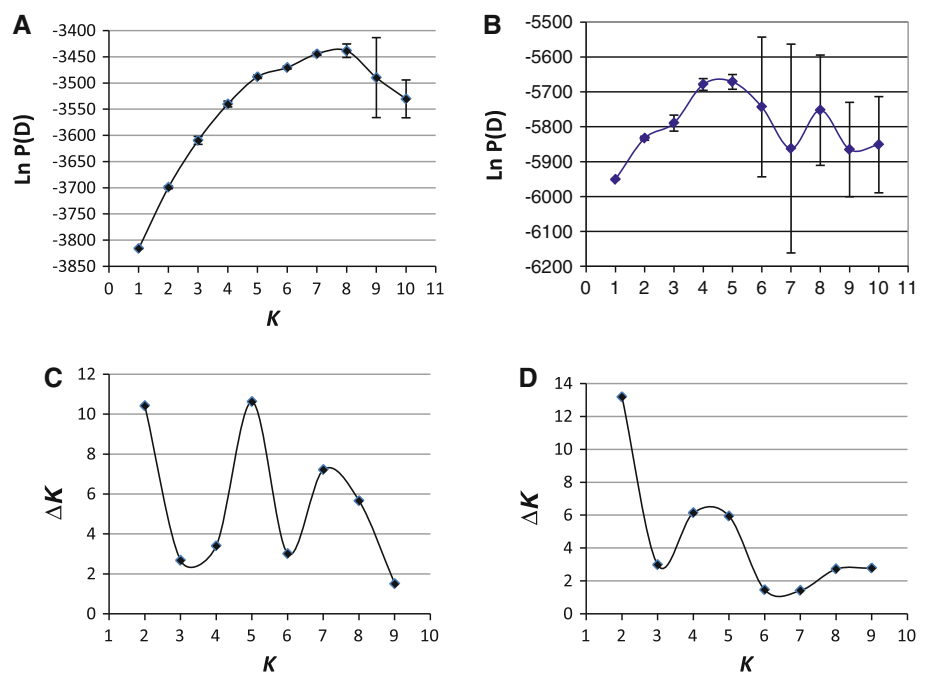 A
Ln P(D)
-3400
-3450
-3500
-3550
-3600
-3650
-3700
-3750
-3800
-3850
0 1 2 3 4 5 6 7 8 9 10 11
K
B
Ln P(D)
-5500
-5600
-5700
-5800
-5900
-6000
-6100
-6200
0 1 2 3 4 5 6 7 8 9 10 11
C
ΔK
12
10
8
6
4
2
0
1 2 3 4 5 6 7 8 9 10
K
D
ΔK
14
12
10
8
6
4
2
0
1 2 3 4 5 6 7 8 9 10
K